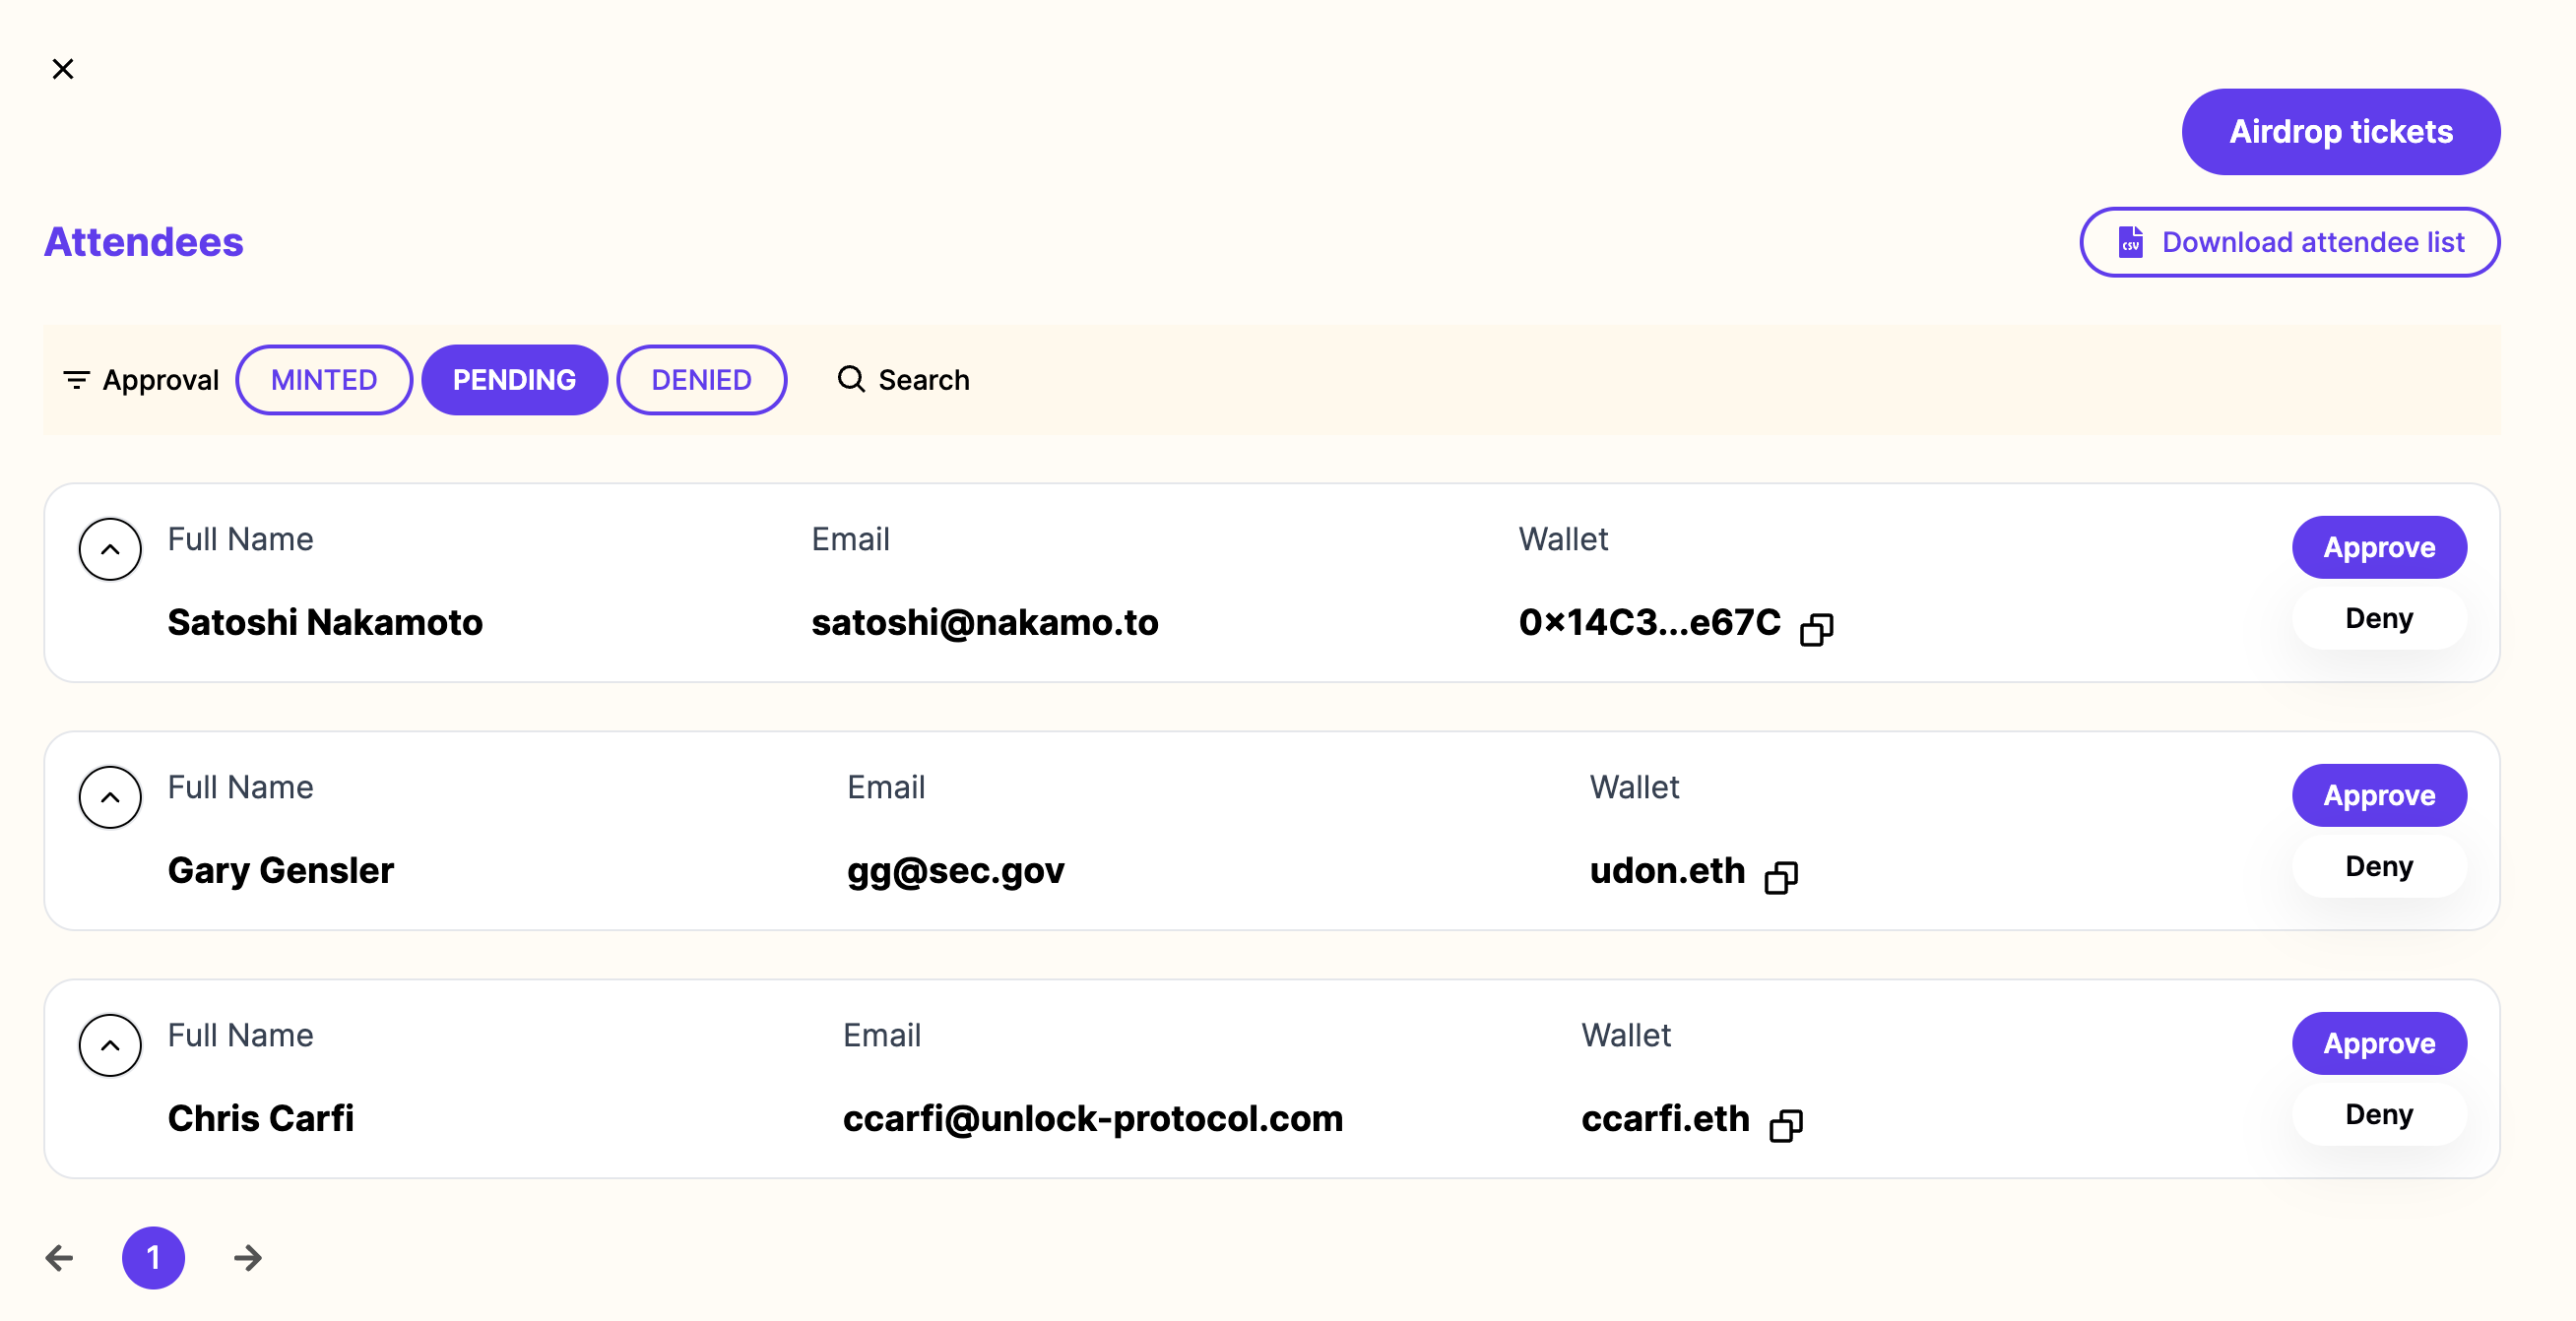 Airdrop tickets
Attendees
CSV Download attendee list
Approval MINTED PENDING DENIED Search
Full Name Email Wallet Approve
Satoshi Nakamoto satoshi@nakamo.to 0x14C3...e67C Deny
Full Name Email Wallet Approve
Gary Gensler gg@sec.gov udon.eth Deny
Full Name Email Wallet Approve
Chris Carfi ccarfi@unlock-protocol.com ccarfi.eth Deny
1